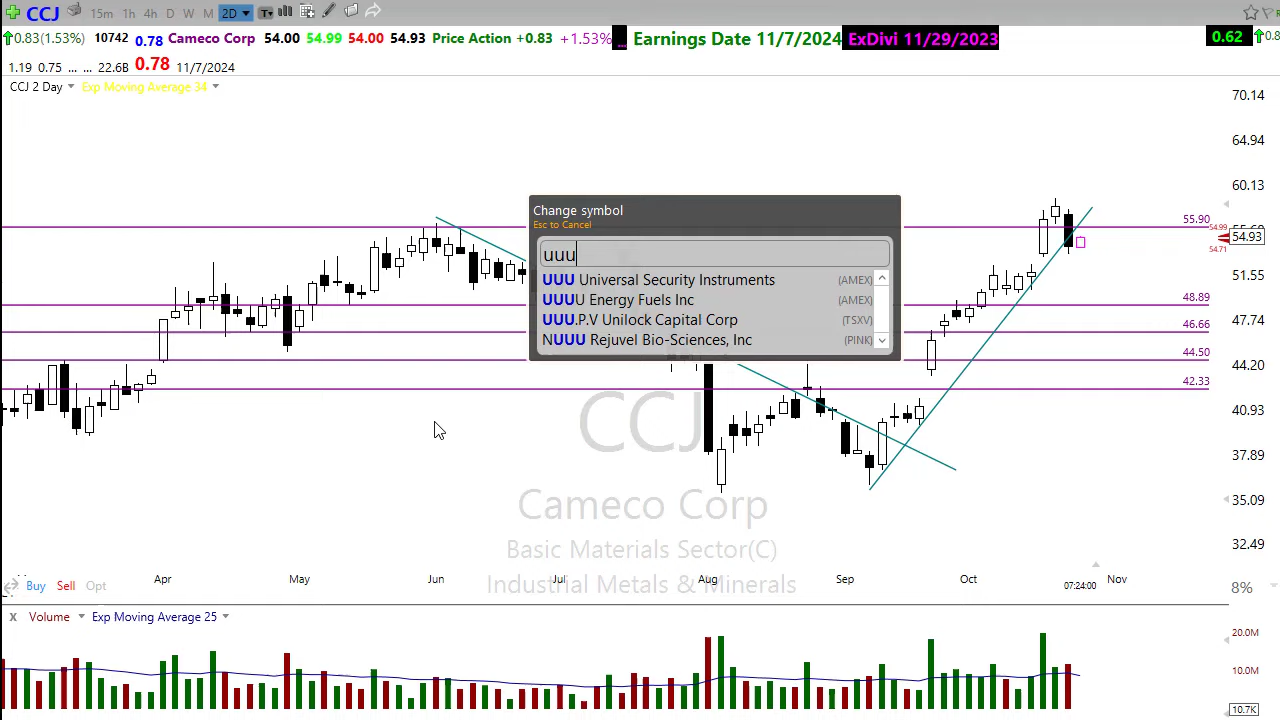 CCJ 15m 1h 4h D W M 2D T
0.83(1.53%) 10742 0.78 Cameco Corp 54.00 54.99 54.00 54.93 Price Action +0.83 +1.53% ... Earnings Date 11/7/2024 ExDivi 11/29/2023 0.62 0.8
1.19 0.75 ... ... 22.6B 0.78 11/7/2024
CCJ 2 Day Exp Moving Average 34
70.14
64.94
60.13
55.90
54.99
54.93
54.71
51.55
48.89
47.74
46.66
44.50
44.20
42.33
40.93
37.89
35.09
32.49
Change symbol
Esc to Cancel
uuu
UUU Universal Security Instruments (AMEX)
UUUU Energy Fuels Inc (AMEX)
UUU.P.V Unilock Capital Corp (TSXV)
NUUU Rejuvel Bio-Sciences, Inc (PINK)
CCJ
Cameco Corp
Basic Materials Sector(C)
Industrial Metals & Minerals
Buy Sell Opt
Apr May Jun Jul Aug Sep Oct 07:24:00 Nov
8%
X Volume Exp Moving Average 25
20.0M
10.0M
10.7K